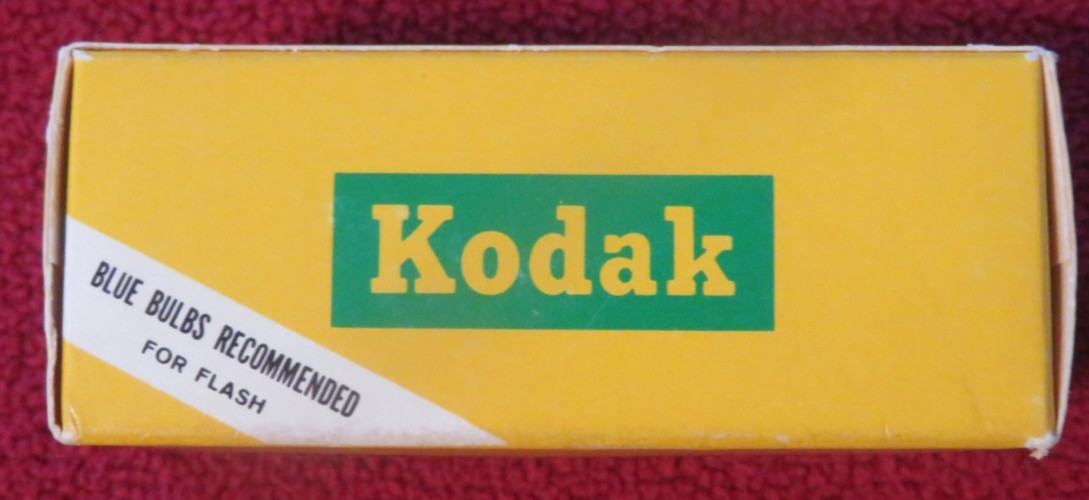 Kodak
BLUE BULBS RECOMMENDED
FOR FLASH